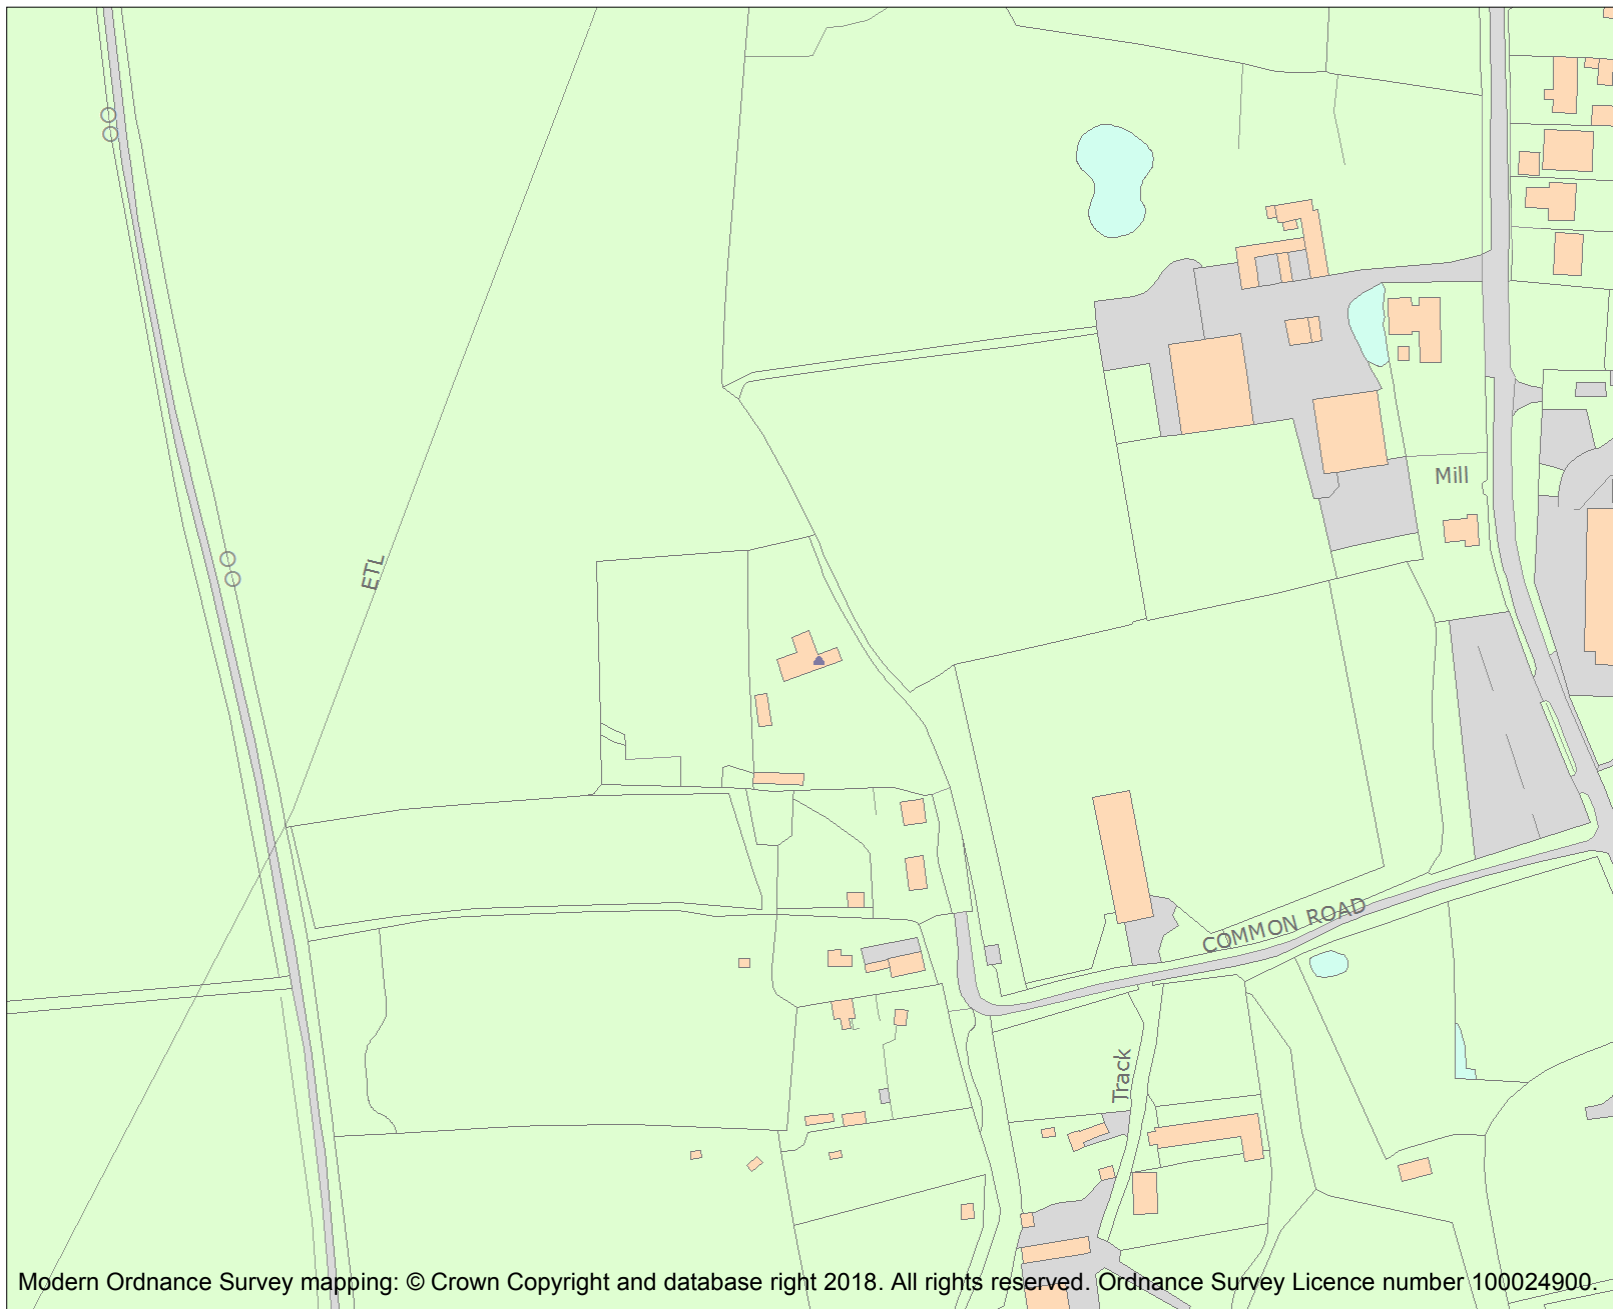 Mill
ETL
COMMON ROAD
Track
Modern Ordnance Survey mapping: © Crown Copyright and database right 2018. All rights reserved. Ordnance Survey Licence number 100024900.